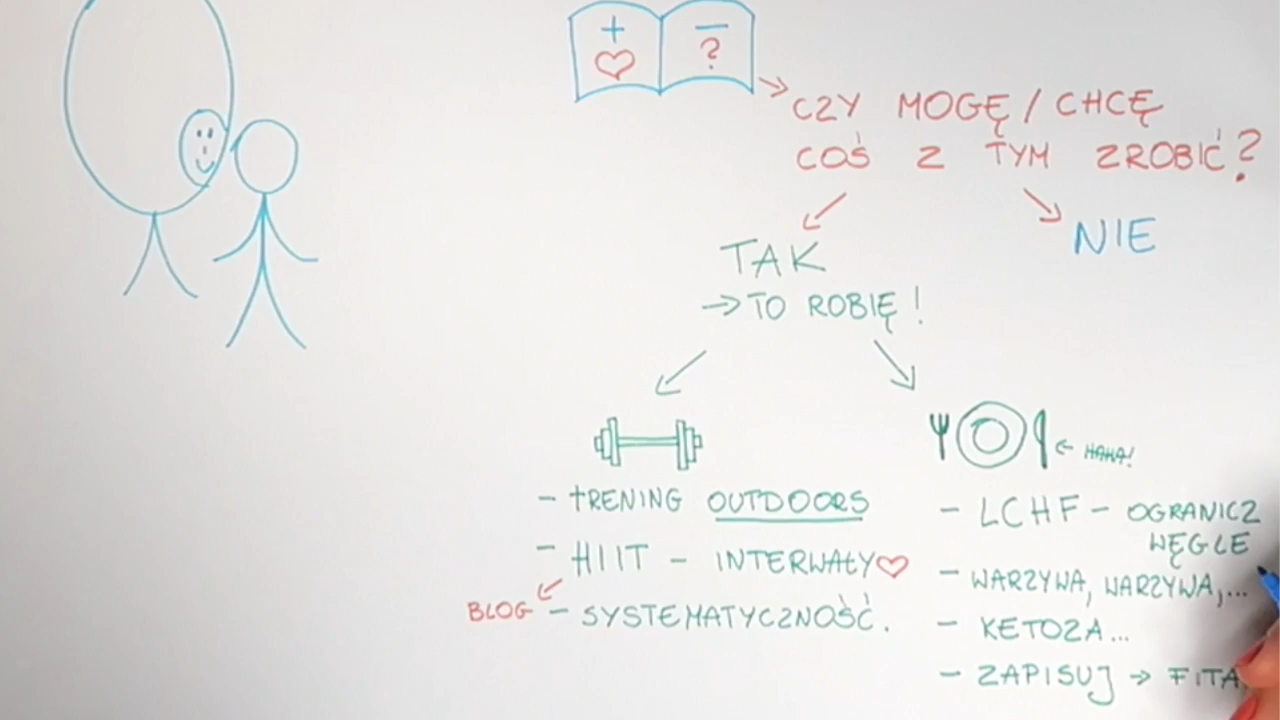 + −
?
CZY MOGĘ / CHCĘ
COŚ Z TYM ZROBIĆ?
TAK
NIE
→ TO ROBIĘ!
← HAHA!
- TRENING OUTDOORS
- HIIT - INTERWAŁY
BLOG
- SYSTEMATYCZNOŚĆ.
- LCHF - OGRANICZ
WĘGLE
- WARZYWA, WARZYWA,...
- KETOZA...
- ZAPISUJ → FITA